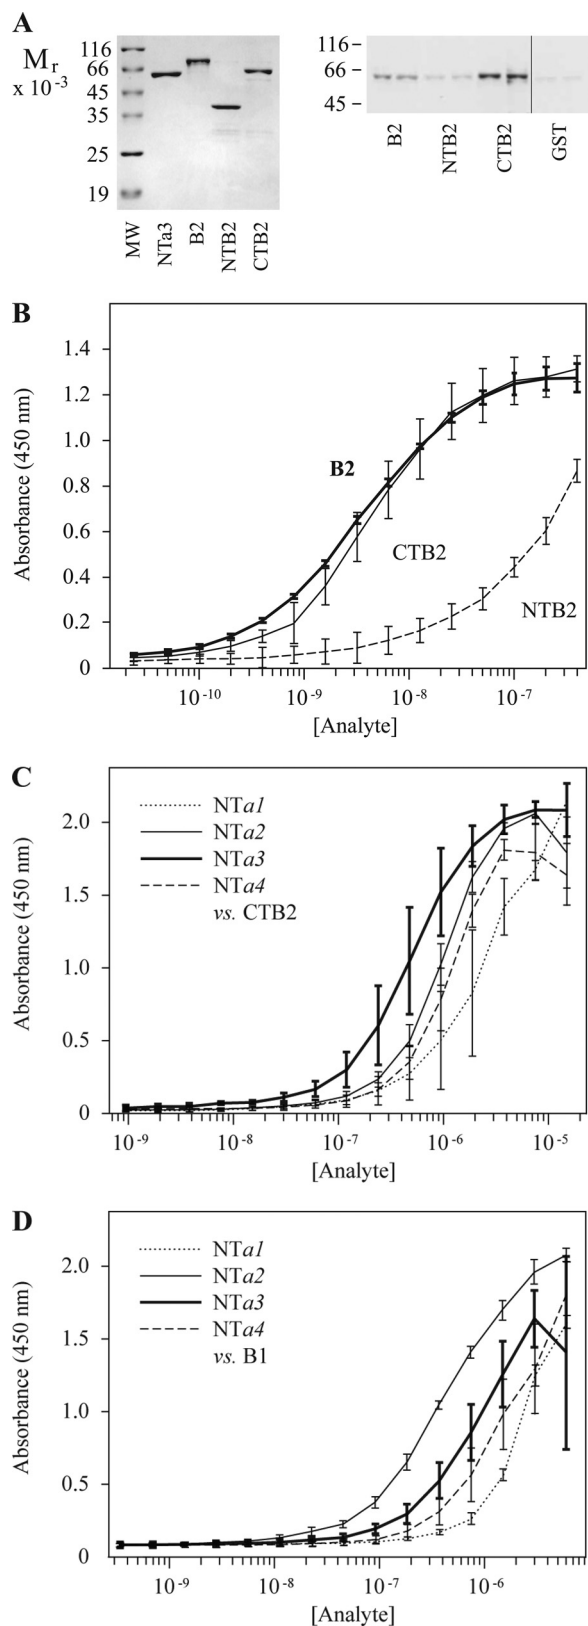 A
M r
x 10-3
116
66
45
35
25
19
MW
NTa3
B2
NTB2
CTB2
116
66
45
B2
NTB2
CTB2
GST
B
Absorbance (450 nm)
1.4
1.2
1.0
0.8
0.6
0.4
0.2
0
B2
CTB2
NTB2
10-10
10-9
10-8
10-7
[Analyte]
C
Absorbance (450 nm)
2.0
1.5
1.0
0.5
0
NTa1
NTa2
NTa3
NTa4
vs. CTB2
10-9
10-8
10-7
10-6
10-5
[Analyte]
D
Absorbance (450 nm)
2.0
1.5
1.0
0.5
0
NTa1
NTa2
NTa3
NTa4
vs. B1
10-9
10-8
10-7
10-6
[Analyte]